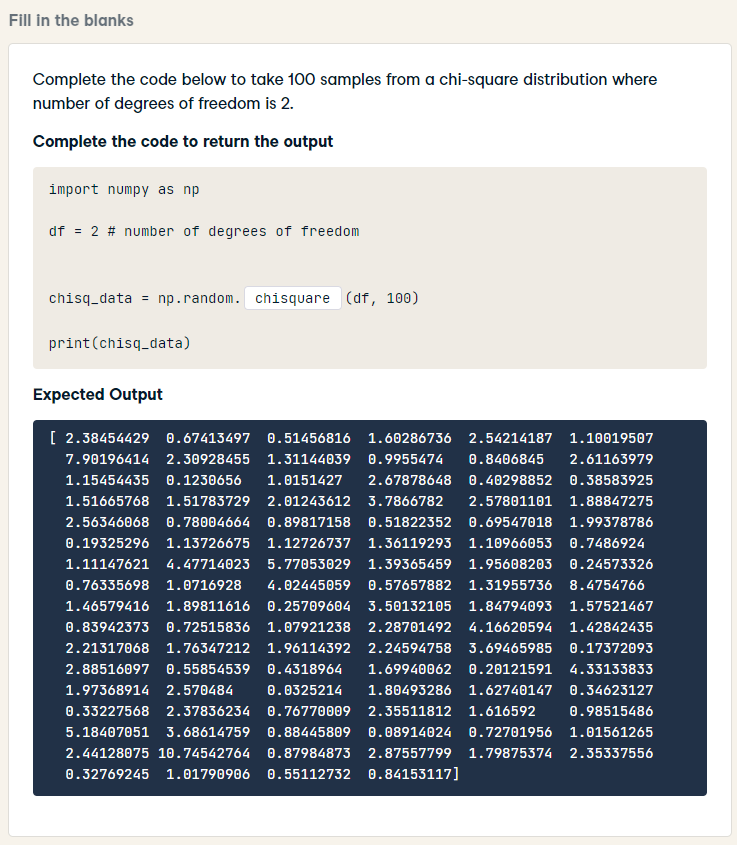 Fill in the blanks
Complete the code below to take 100 samples from a chi-square distribution where
number of degrees of freedom is 2.
Complete the code to return the output
import numpy as np
df = 2 # number of degrees of freedom
chisq_data = np.random. chisquare (df, 100)
print(chisq_data)
Expected Output
[ 2.38454429 0.67413497 0.51456816 1.60286736 2.54214187 1.10019507
7.90196414 2.30928455 1.31144039 0.9955474 0.8406845 2.61163979
1.15454435 0.1230656 1.0151427 2.67878648 0.40298852 0.38583925
1.51665768 1.51783729 2.01243612 3.7866782 2.57801101 1.88847275
2.56346068 0.78004664 0.89817158 0.51822352 0.69547018 1.99378786
0.19325296 1.13726675 1.12726737 1.36119293 1.10966053 0.7486924
1.11147621 4.47714023 5.77053029 1.39365459 1.95608203 0.24573326
0.76335698 1.0716928 4.02445059 0.57657882 1.31955736 8.4754766
1.46579416 1.89811616 0.25709604 3.50132105 1.84794093 1.57521467
0.83942373 0.72515836 1.07921238 2.28701492 4.16620594 1.42842435
2.21317068 1.76347212 1.96114392 2.24594758 3.69465985 0.17372093
2.88516097 0.55854539 0.4318964 1.69940062 0.20121591 4.33133833
1.97368914 2.570484 0.0325214 1.80493286 1.62740147 0.34623127
0.33227568 2.37836234 0.76770009 2.35511812 1.616592 0.98515486
5.18407051 3.68614759 0.88445809 0.08914024 0.72701956 1.01561265
2.44128075 10.74542764 0.87984873 2.87557799 1.79875374 2.35337556
0.32769245 1.01790906 0.55112732 0.84153117]